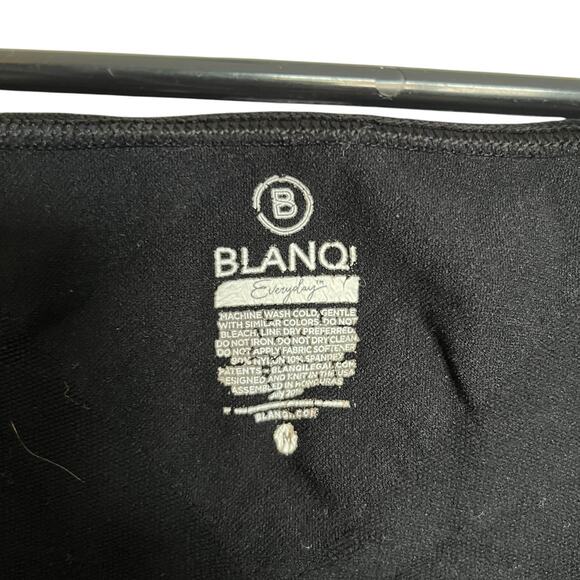 B
BLANQI
Everyday™
MACHINE WASH COLD, GENTLE
WITH SIMILAR COLORS. DO NOT
BLEACH. LINE DRY PREFERRED.
DO NOT IRON. DO NOT DRY CLEAN.
DO NOT APPLY FABRIC SOFTENER
90% NYLON 10% SPANDEX
PATENTS - BLANQILEGAL.COM
DESIGNED AND KNIT IN THE USA
ASSEMBLED IN HONDURAS
BLANQI.COM
M